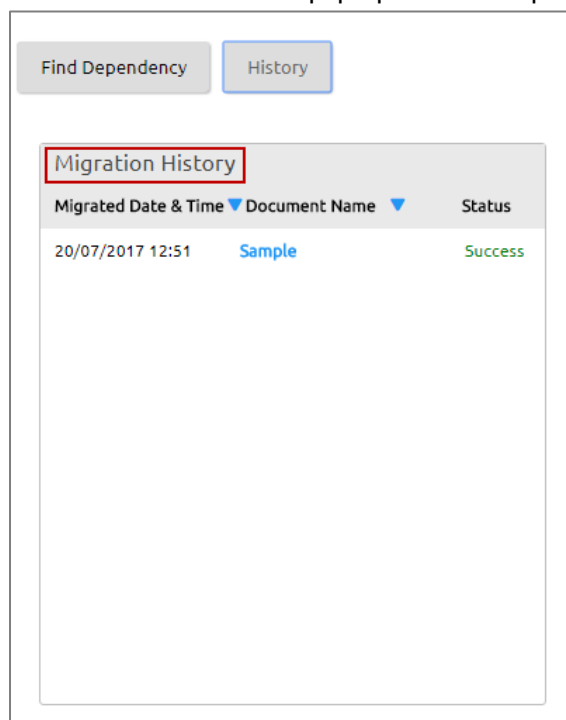 Find Dependency History
Migration History
Migrated Date & Time Document Name Status
20/07/2017 12:51 Sample Success